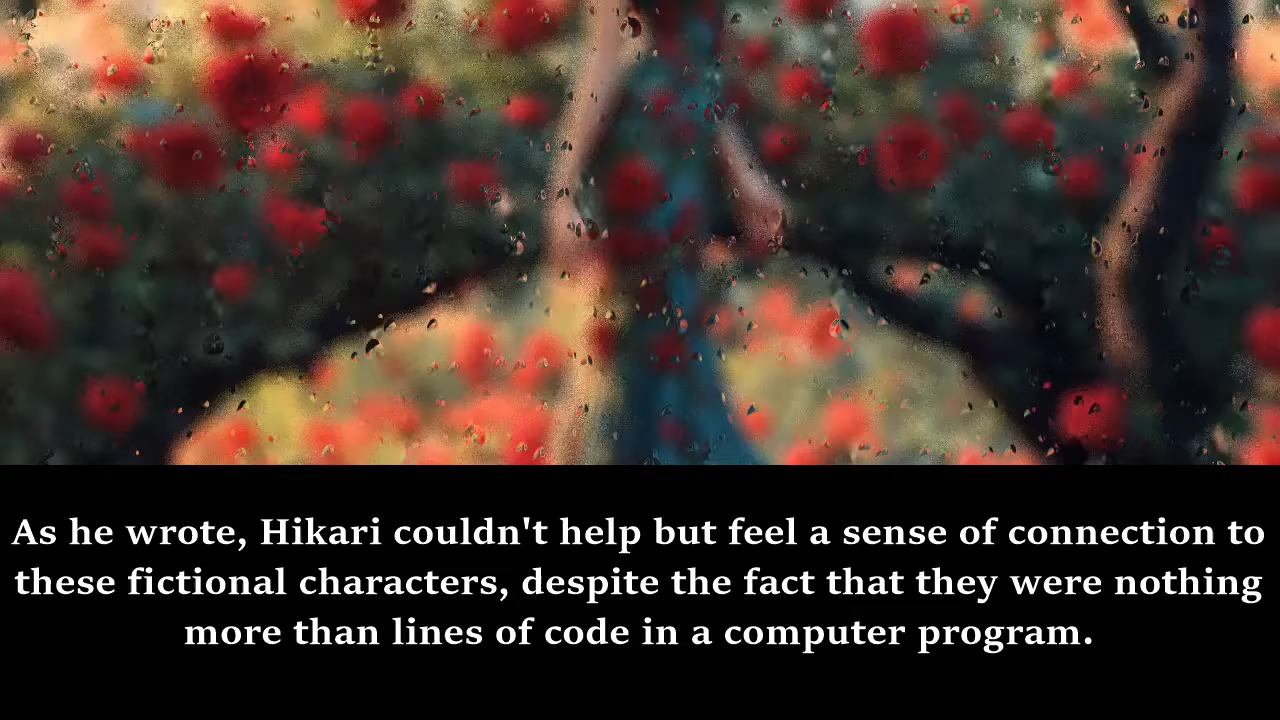 As he wrote, Hikari couldn't help but feel a sense of connection to
these fictional characters, despite the fact that they were nothing
more than lines of code in a computer program.